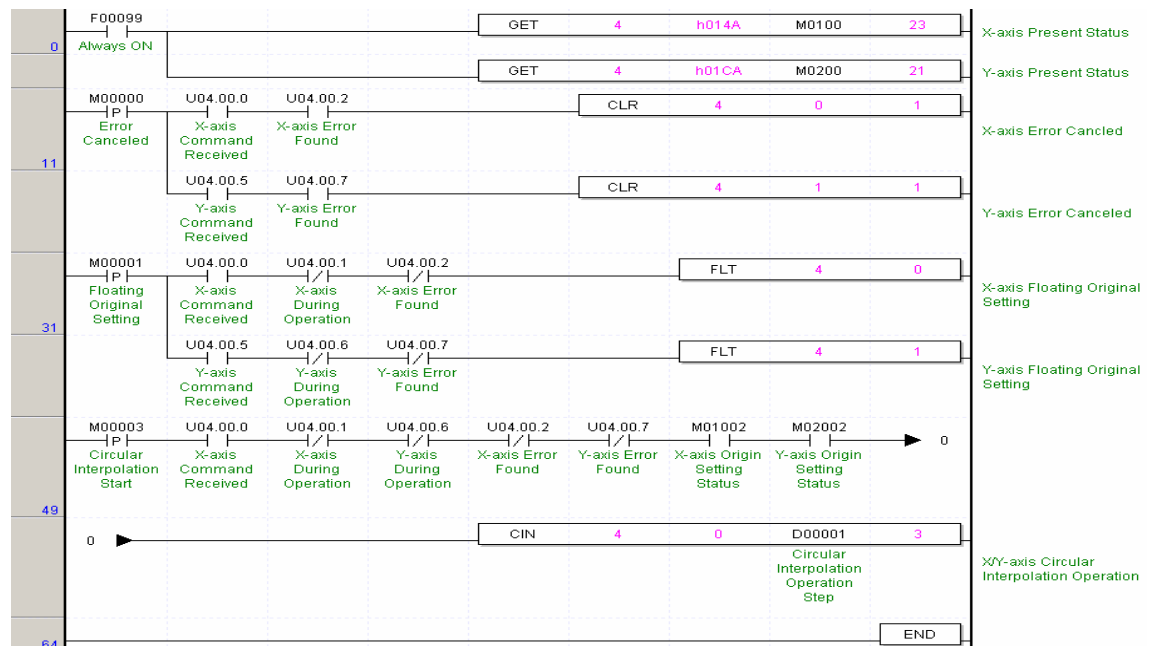 F00099
GET 4 h014A M0100 23
X-axis Present Status
0
Always ON
GET 4 h01CA M0200 21
Y-axis Present Status
M00000 U04.00.0 U04.00.2
P
CLR 4 0 1
Error Canceled
X-axis Command Received
X-axis Error Found
X-axis Error Cancled
11
U04.00.5 U04.00.7
CLR 4 1 1
Y-axis Command Received
Y-axis Error Found
Y-axis Error Canceled
M00001 U04.00.0 U04.00.1 U04.00.2
P
FLT 4 0
Floating Original Setting
X-axis Command Received
X-axis During Operation
X-axis Error Found
X-axis Floating Original Setting
31
U04.00.5 U04.00.6 U04.00.7
FLT 4 1
Y-axis Command Received
Y-axis During Operation
Y-axis Error Found
Y-axis Floating Original Setting
M00003 U04.00.0 U04.00.1 U04.00.6 U04.00.2 U04.00.7 M01002 M02002
P
0
Circular Interpolation Start
X-axis Command Received
X-axis During Operation
Y-axis During Operation
X-axis Error Found
Y-axis Error Found
X-axis Origin Setting Status
Y-axis Origin Setting Status
49
0
CIN 4 0 D00001 3
Circular Interpolation Operation Step
X/Y-axis Circular Interpolation Operation
END
64